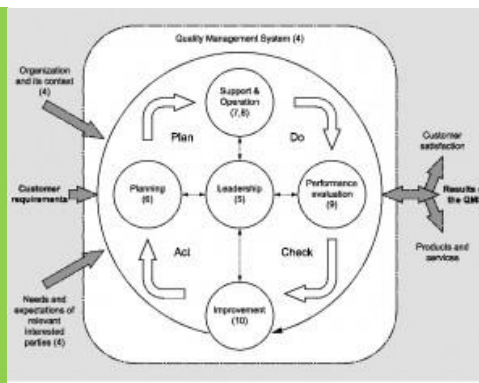 Quality Management System (4)
Organization
and its context
(4)
Support &
Operation
(7,8)
Plan
Do
Customer
satisfaction
Customer
requirements
Planning
(6)
Leadership
(5)
Performance
evaluation
(9)
Results
the QM
Act
Check
Products and
services
Needs and
expectations of
relevant
interested
parties (4)
Improvement
(10)